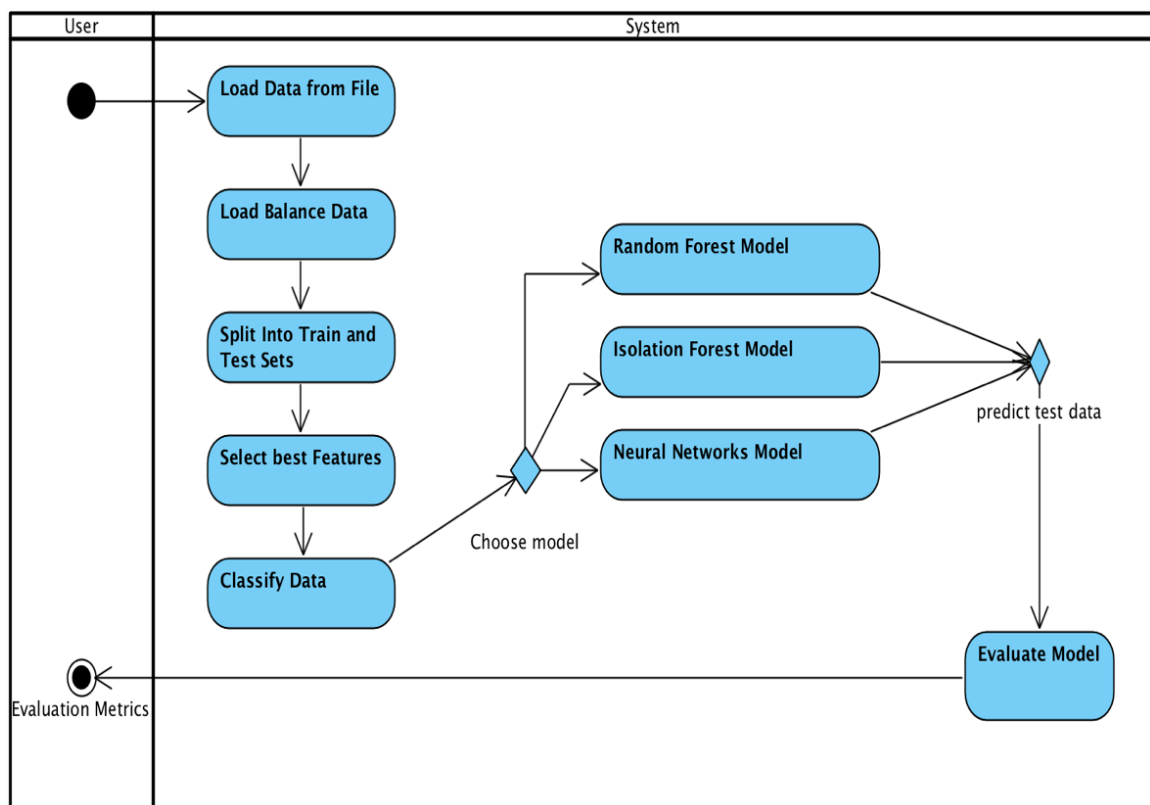 User
System
Load Data from File
Load Balance Data
Split Into Train and
Test Sets
Select best Features
Classify Data
Choose model
Random Forest Model
Isolation Forest Model
Neural Networks Model
predict test data
Evaluate Model
Evaluation Metrics